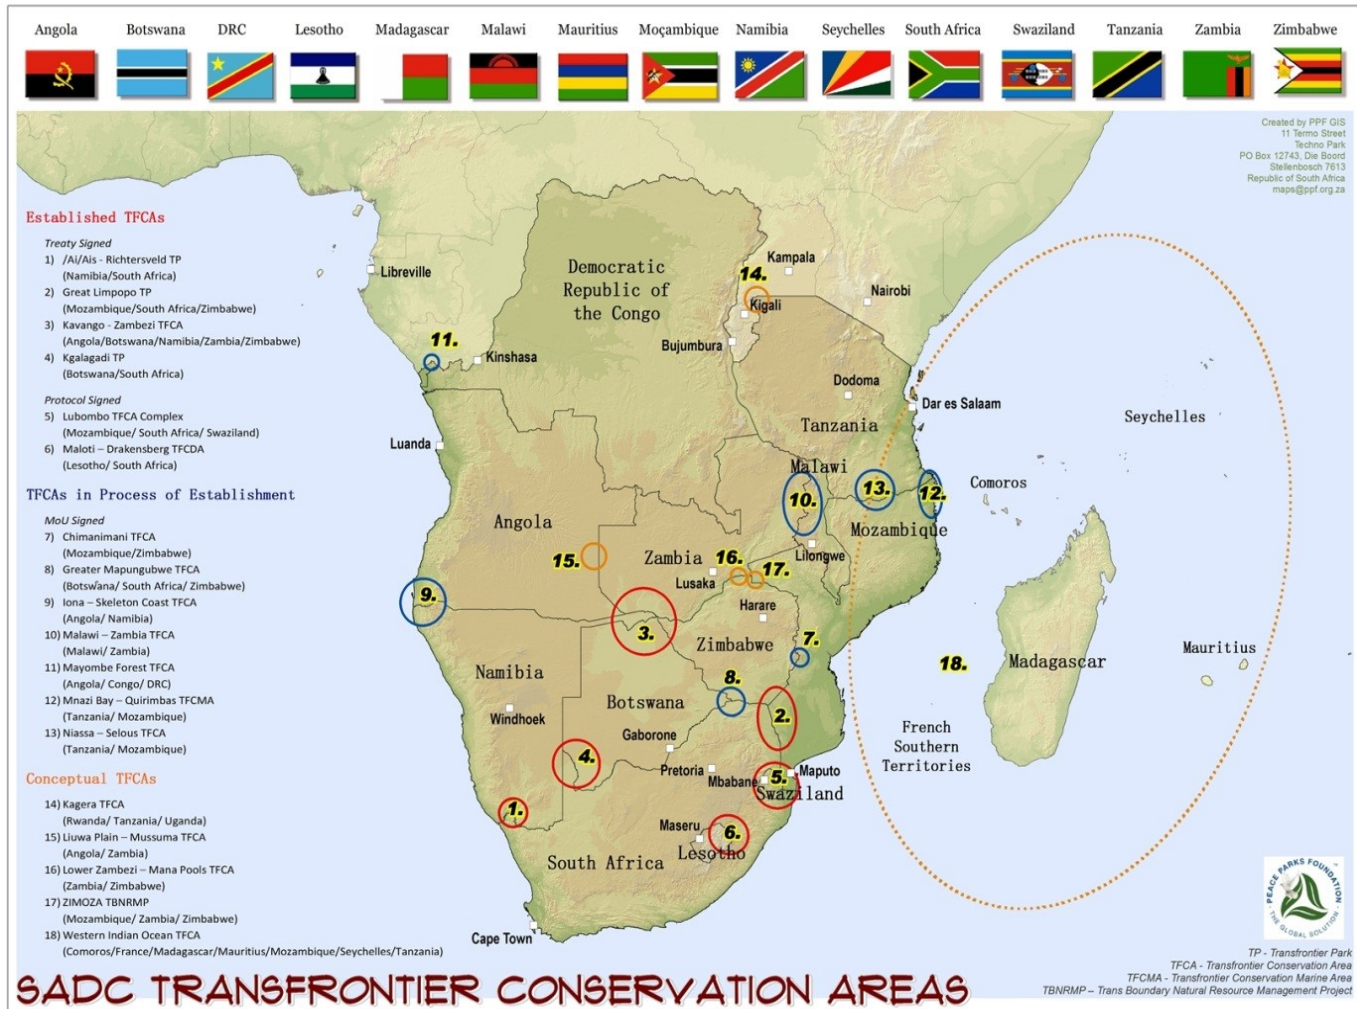 Angola Botswana DRC Lesotho Madagascar Malawi Mauritius Moçambique Namibia Seychelles South Africa Swaziland Tanzania Zambia Zimbabwe
Created by PPF GIS
11 Termo Street
Techno Park
PO Box 12743, Die Boord
Stellenbosch 7613
Republic of South Africa
maps@ppf.org.za
Established TFCAs
Treaty Signed
1) /Ai/Ais - Richtersveld TP
(Namibia/South Africa)
2) Great Limpopo TP
(Mozambique/South Africa/Zimbabwe)
3) Kavango - Zambezi TFCA
(Angola/Botswana/Namibia/Zambia/Zimbabwe)
4) Kgalagadi TP
(Botswana/South Africa)
Protocol Signed
5) Lubombo TFCA Complex
(Mozambique/ South Africa/ Swaziland)
6) Maloti – Drakensberg TFCDA
(Lesotho/ South Africa)
TFCAs in Process of Establishment
MoU Signed
7) Chimanimani TFCA
(Mozambique/Zimbabwe)
8) Greater Mapungubwe TFCA
(Botswana/ South Africa/ Zimbabwe)
9) Iona – Skeleton Coast TFCA
(Angola/ Namibia)
10) Malawi – Zambia TFCA
(Malawi/ Zambia)
11) Mayombe Forest TFCA
(Angola/ Congo/ DRC)
12) Mnazi Bay – Quirimbas TFCMA
(Tanzania/ Mozambique)
13) Niassa – Selous TFCA
(Tanzania/ Mozambique)
Conceptual TFCAs
14) Kagera TFCA
(Rwanda/ Tanzania/ Uganda)
15) Liuwa Plain – Mussuma TFCA
(Angola/ Zambia)
16) Lower Zambezi – Mana Pools TFCA
(Zambia/ Zimbabwe)
17) ZIMOZA TBNRMP
(Mozambique/ Zambia/ Zimbabwe)
18) Western Indian Ocean TFCA
(Comoros/France/Madagascar/Mauritius/Mozambique/Seychelles/Tanzania)
Libreville
Democratic
Republic of
the Congo
Kampala
14.
Kigali
Nairobi
Bujumbura
11.
Kinshasa
Dodoma
Dar es Salaam
Tanzania
Seychelles
Luanda
Malawi
10.
13.
12.
Comoros
Mozambique
Angola
15.
Zambia
16.
Lilongwe
Lusaka
17.
9.
Harare
3.
Zimbabwe
7.
18.
Madagascar
Mauritius
Namibia
8.
Botswana
2.
Windhoek
Gaborone
French
Southern
Territories
4.
Pretoria
Mbabane
5.
Maputo
Swaziland
1.
Maseru
6.
Lesotho
South Africa
Cape Town
PEACE PARKS FOUNDATION
THE GLOBAL SOLUTION
TP - Transfrontier Park
TFCA - Transfrontier Conservation Area
TFCMA - Transfrontier Conservation Marine Area
TBNRMP – Trans Boundary Natural Resource Management Project
SADC TRANSFRONTIER CONSERVATION AREAS